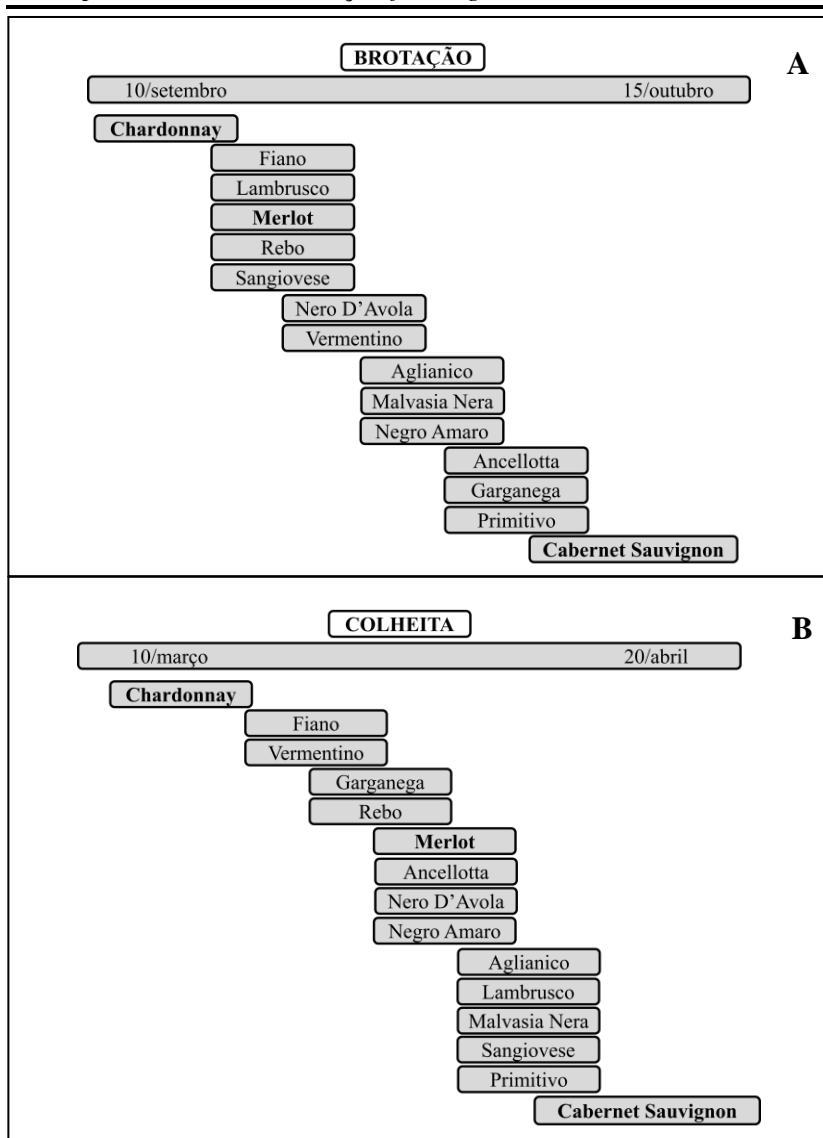 BROTAÇÃO
A
10/setembro 15/outubro
Chardonnay
Fiano
Lambrusco
Merlot
Rebo
Sangiovese
Nero D’Avola
Vermentino
Aglianico
Malvasia Nera
Negro Amaro
Ancellotta
Garganega
Primitivo
Cabernet Sauvignon
COLHEITA
B
10/março 20/abril
Chardonnay
Fiano
Vermentino
Garganega
Rebo
Merlot
Ancellotta
Nero D’Avola
Negro Amaro
Aglianico
Lambrusco
Malvasia Nera
Sangiovese
Primitivo
Cabernet Sauvignon